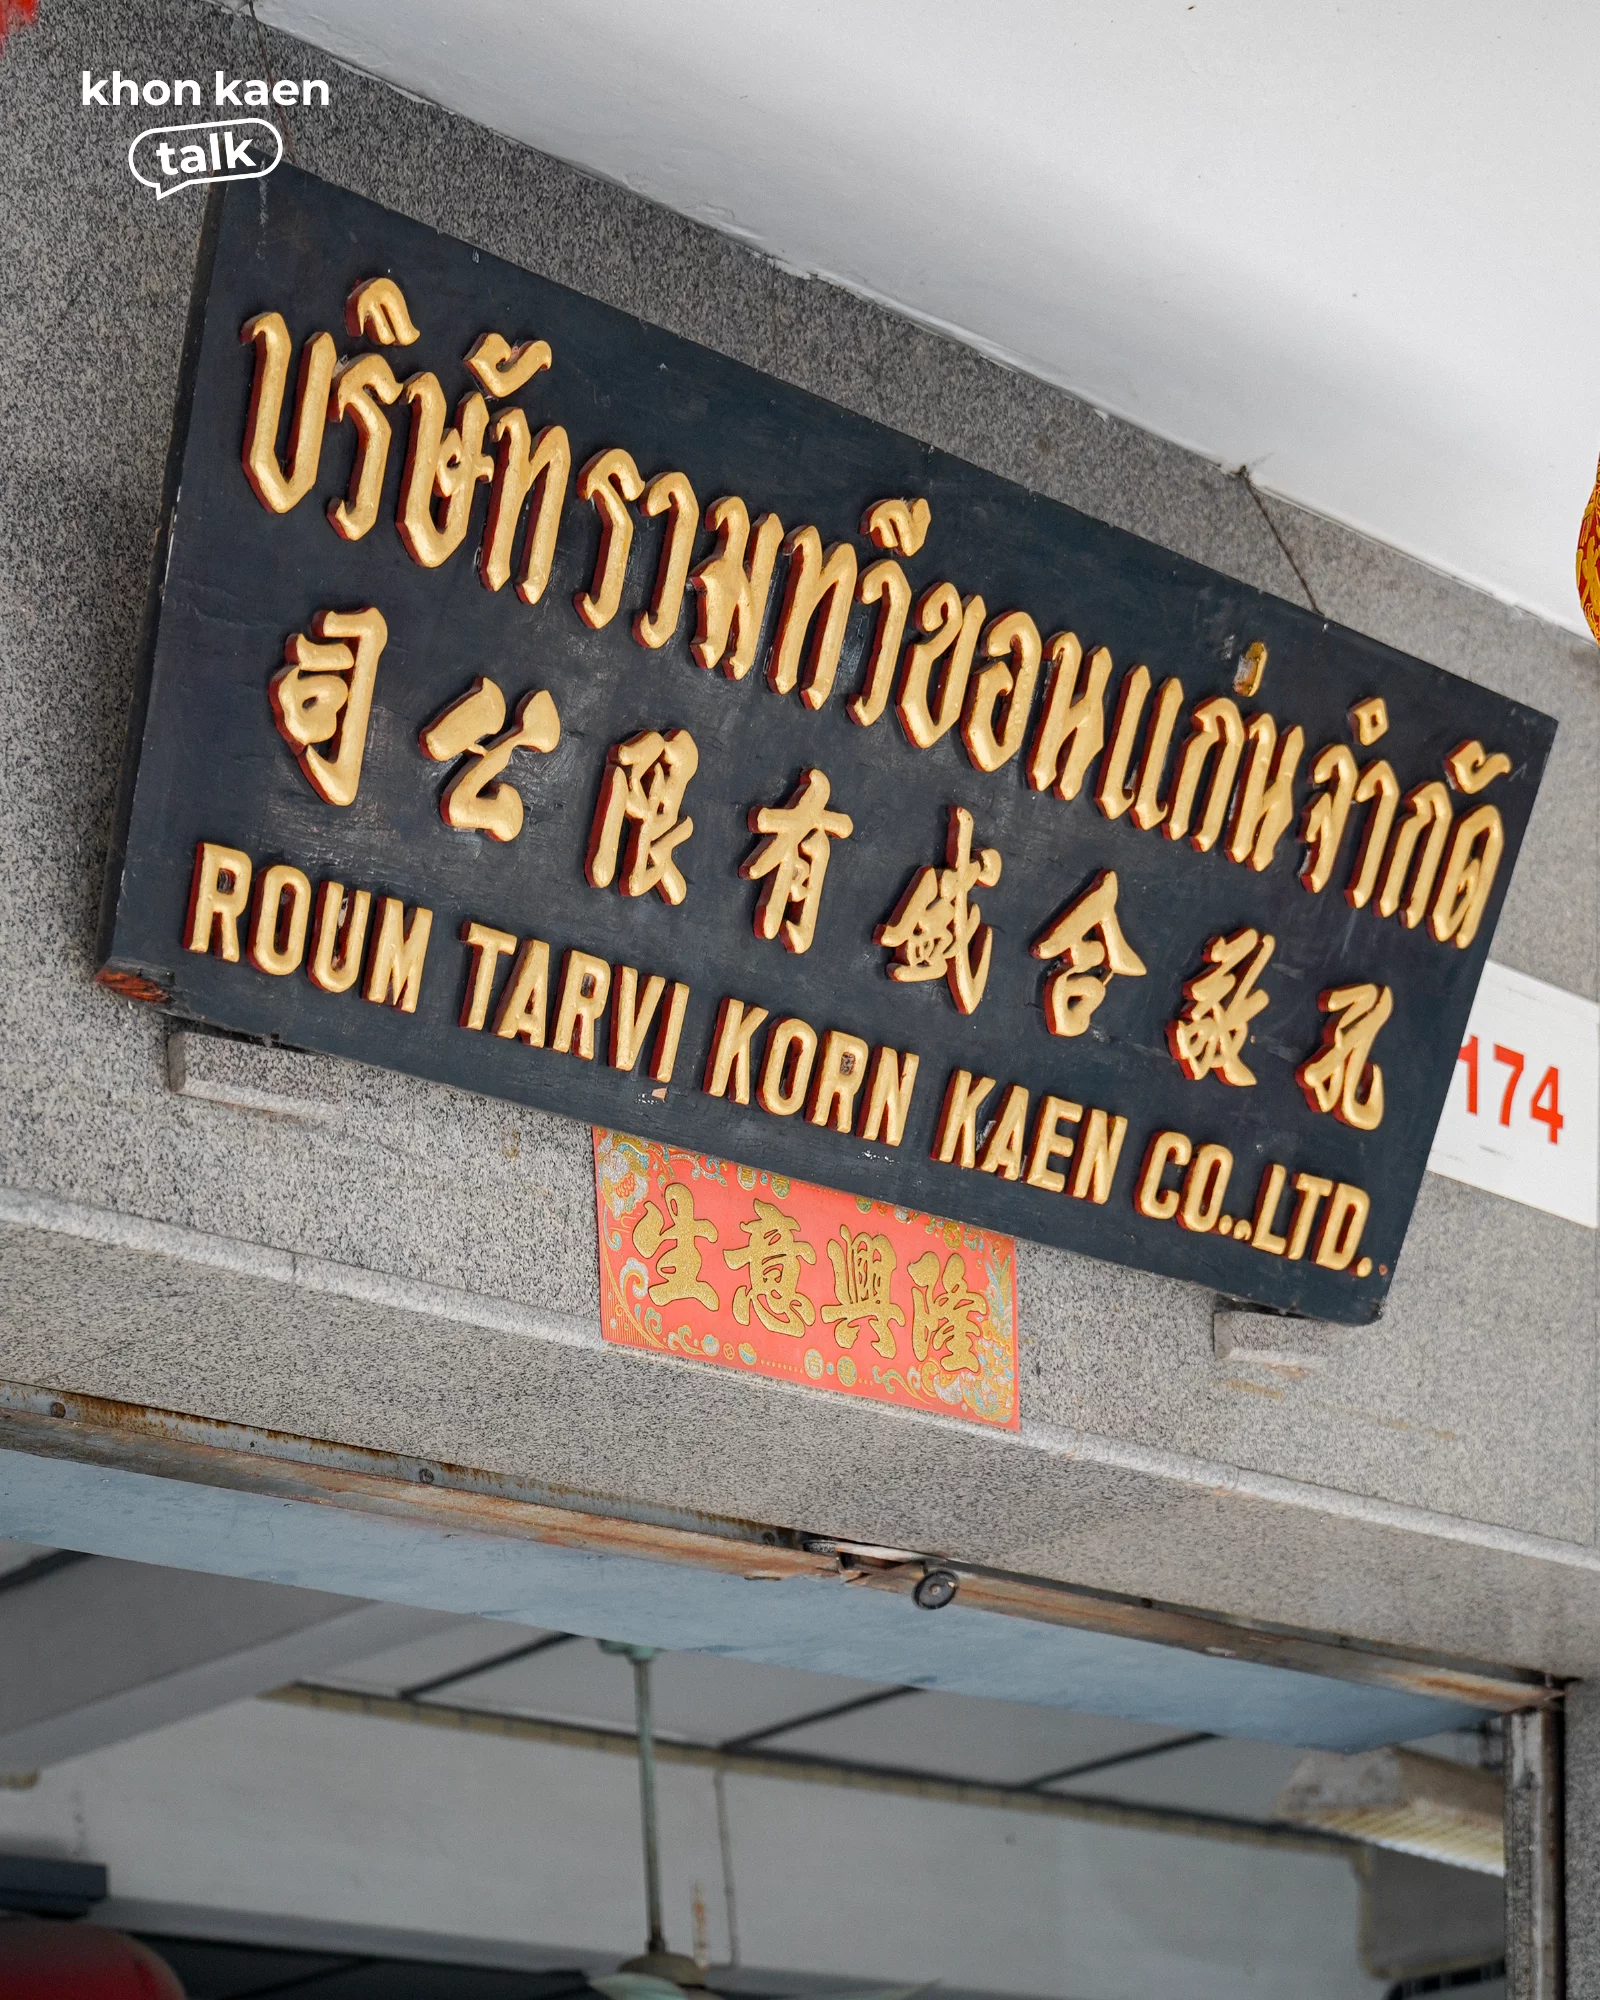 khon kaen
talk
บริษัทรวมทวีขอนแก่นจำกัด
孔敬合盛有限公司
ROUM TARVI KORN KAEN CO.,LTD.
174
生意興隆